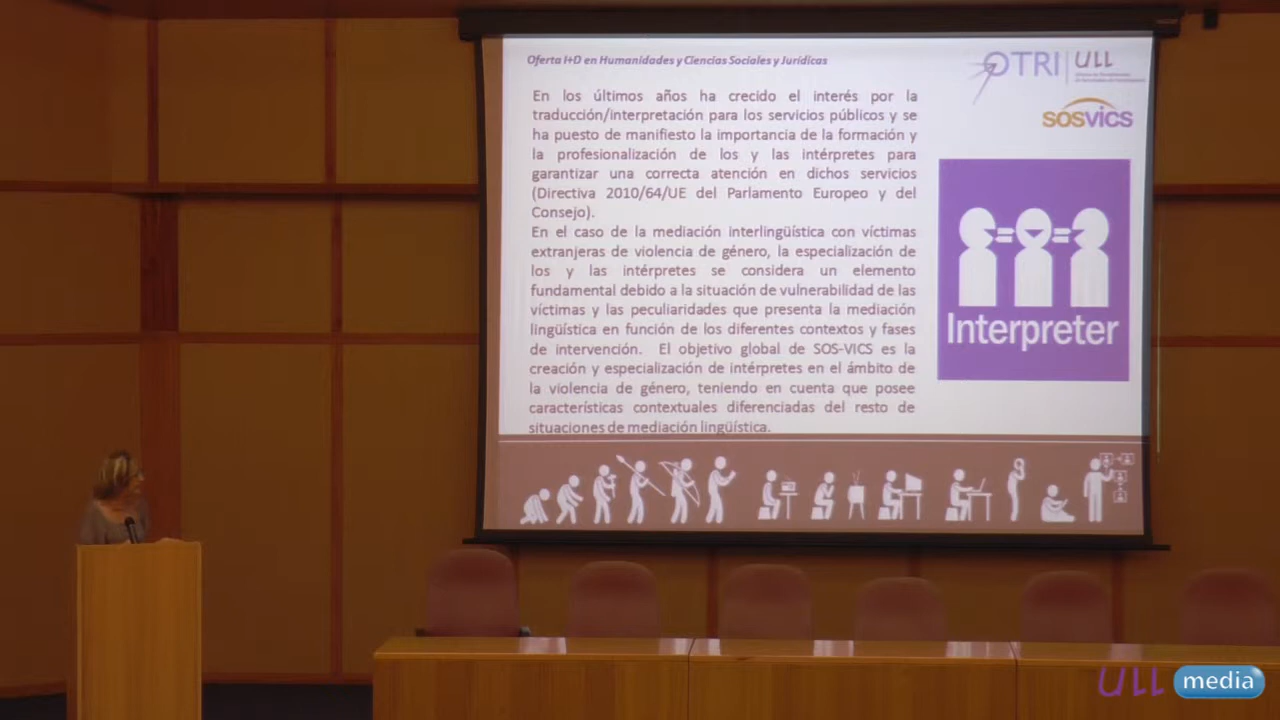 Oferta I+D en Humanidades y Ciencias Sociales y Jurídicas
OTRI ULL
sosvics
En los últimos años ha crecido el interés por la
traducción/interpretación para los servicios públicos y se
ha puesto de manifiesto la importancia de la formación y
la profesionalización de los y las intérpretes para
garantizar una correcta atención en dichos servicios
(Directiva 2010/64/UE del Parlamento Europeo y del
Consejo).
En el caso de la mediación interlingüística con víctimas
extranjeras de violencia de género, la especialización de
los y las intérpretes se considera un elemento
fundamental debido a la situación de vulnerabilidad de las
víctimas y las peculiaridades que presenta la mediación
lingüística en función de los diferentes contextos y fases
de intervención. El objetivo global de SOS-VICS es la
creación y especialización de intérpretes en el ámbito de
la violencia de género, teniendo en cuenta que posee
características contextuales diferenciadas del resto de
situaciones de mediación lingüística.
Interpreter
ULL media